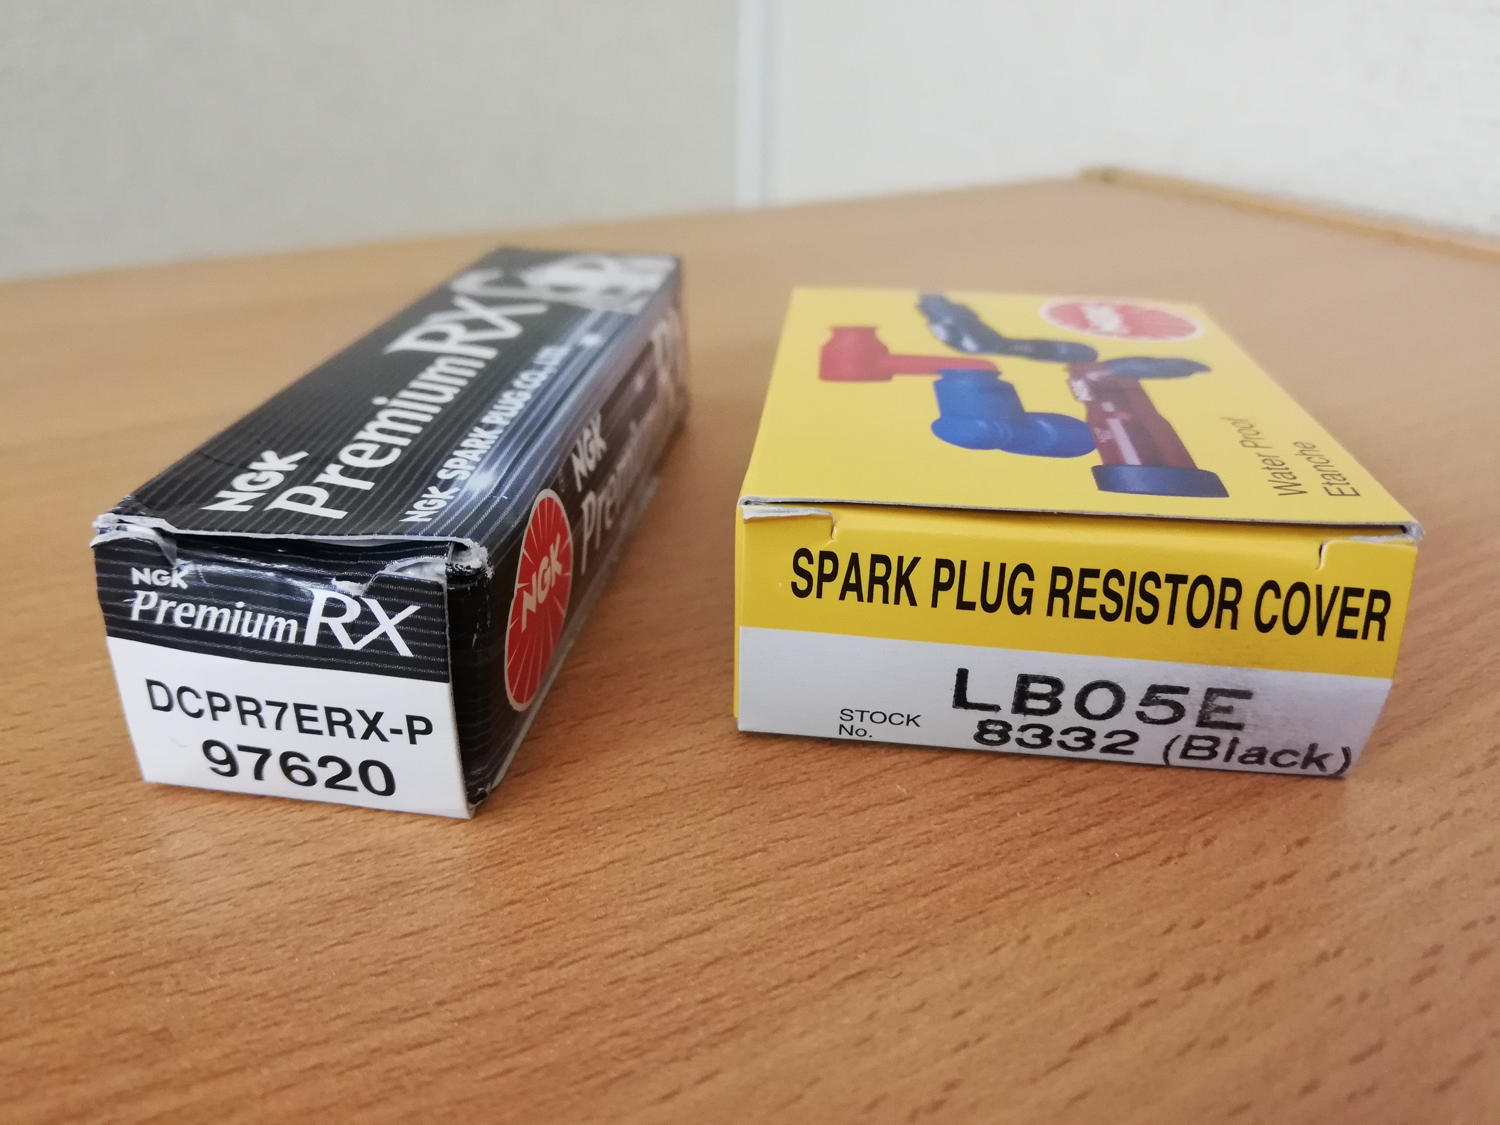 NGK
PremiumRX
NGK SPARK PLUG CO., LTD.
NGK
NGK
NGK
PremiumRX
DCPR7ERX-P
97620
NGK
Water Proof
Etanche
SPARK PLUG RESISTOR COVER
LB05E
STOCK
No.
8332 (Black)